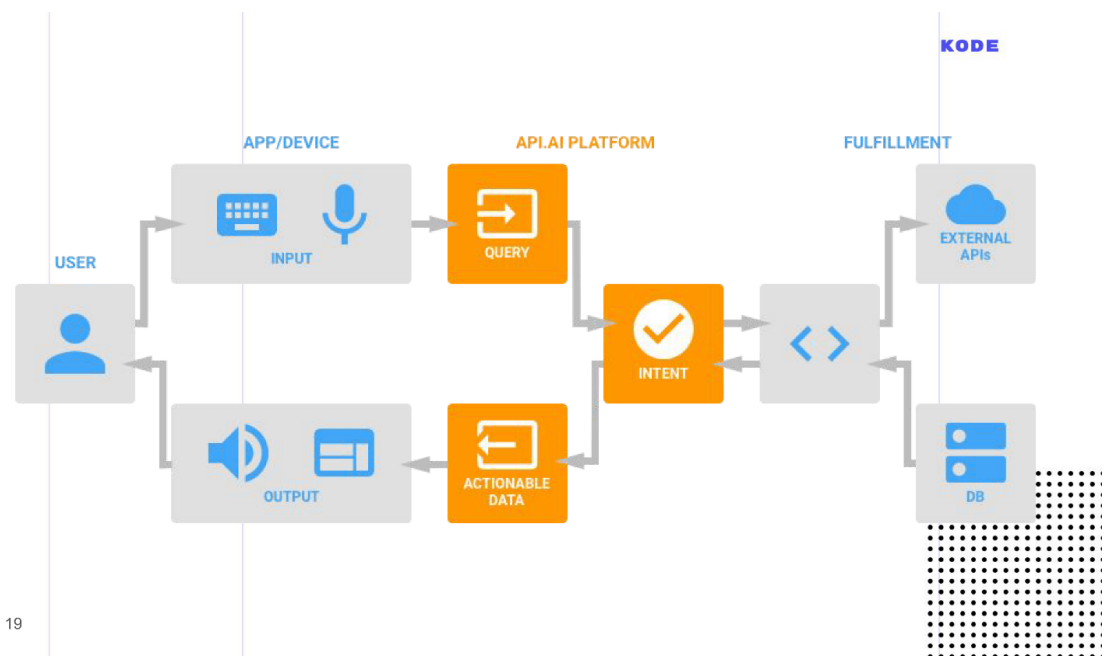 KODE
APP/DEVICE
API.AI PLATFORM
FULFILLMENT
USER
INPUT
QUERY
EXTERNAL
APIs
INTENT
OUTPUT
ACTIONABLE
DATA
DB
19